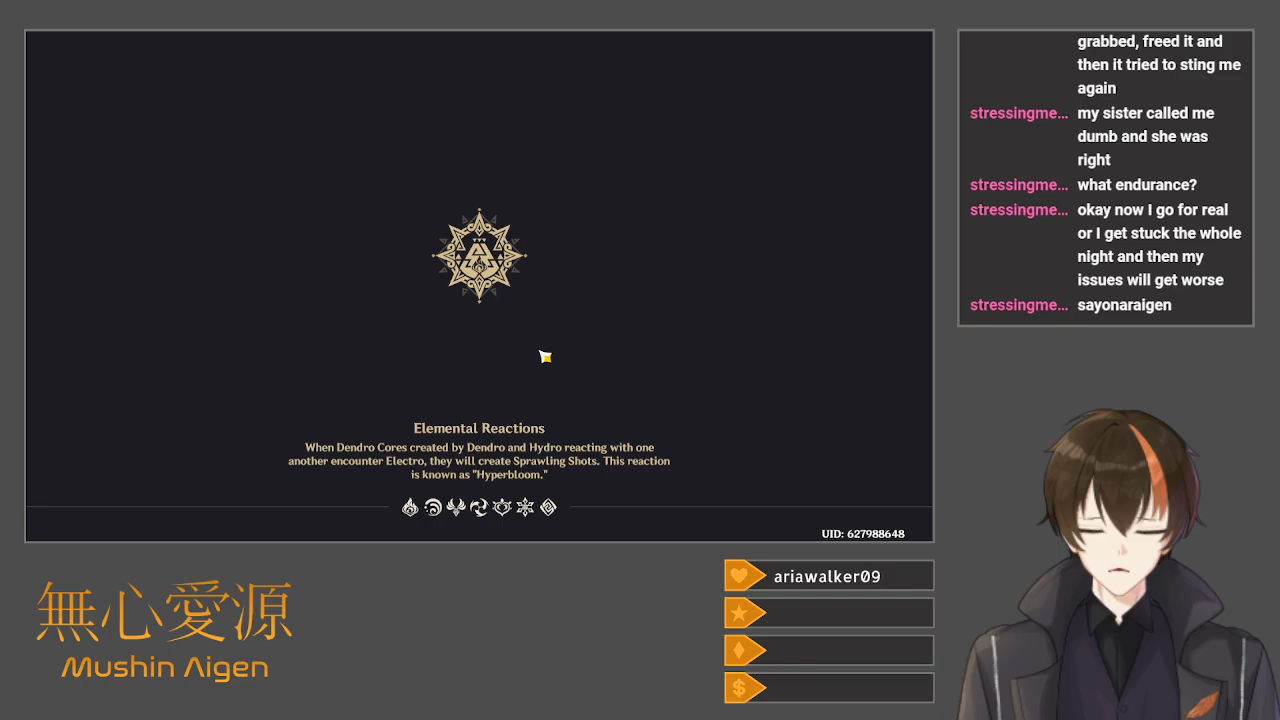 grabbed, freed it and
then it tried to sting me
again
stressingme... my sister called me
dumb and she was
right
stressingme... what endurance?
stressingme... okay now I go for real
or I get stuck the whole
night and then my
issues will get worse
stressingme... sayonaraigen
Elemental Reactions
When Dendro Cores created by Dendro and Hydro reacting with one
another encounter Electro, they will create Sprawling Shots. This reaction
is known as "Hyperbloom."
UID: 627988648
無心愛源
Mushin Aigen
ariawalker09
$